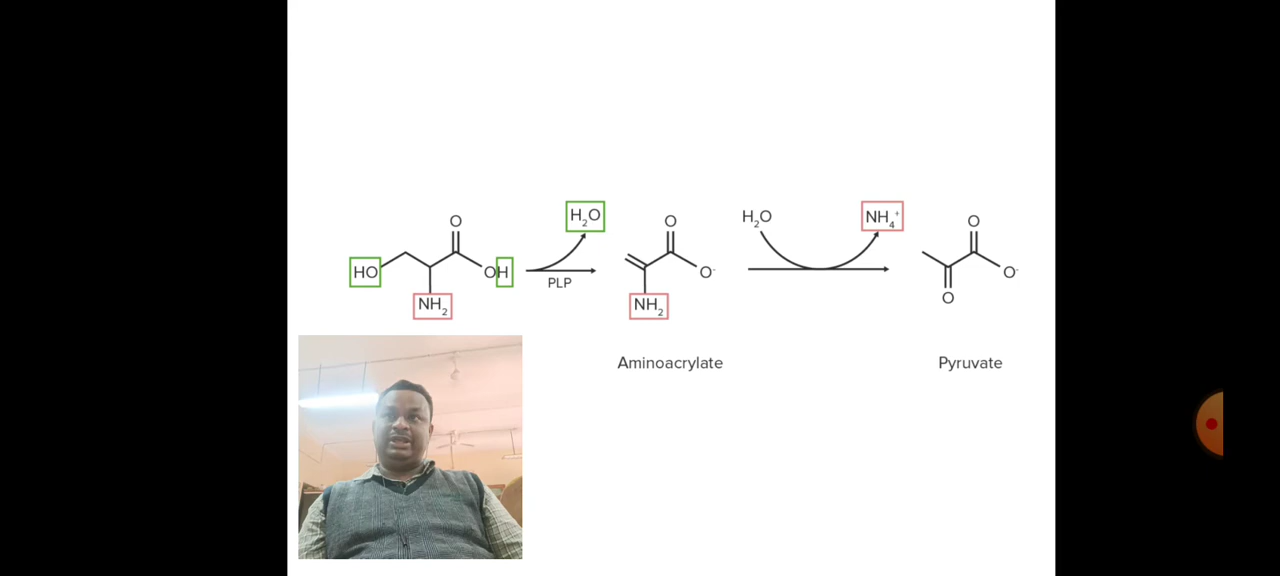 O
HO
OH
NH₂
H₂O
PLP
O
O⁻
NH₂
Aminoacrylate
H₂O
NH₄⁺
O
O⁻
O
Pyruvate